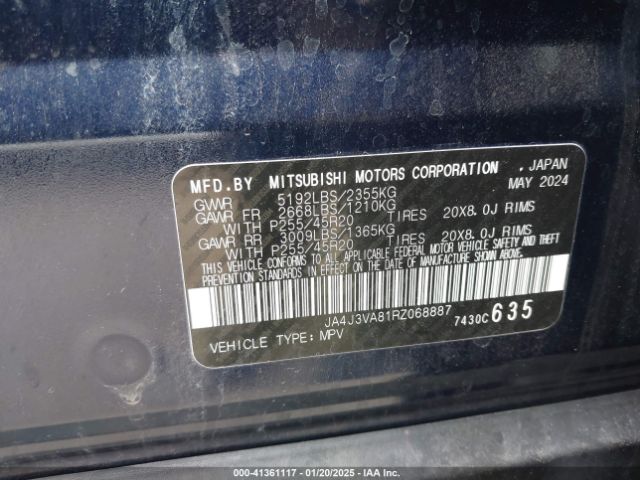 MFD.BY MITSUBISHI MOTORS CORPORATION , JAPAN
GVWR 5192LBS/2355KG MAY 2024
GAWR FR 2668LBS/1210KG
WITH P255/45R20 TIRES 20X8.0J RIMS
GAWR RR 3009LBS/1365KG
WITH P255/45R20 TIRES 20X8.0J RIMS
THIS VEHICLE CONFORMS TO ALL APPLICABLE FEDERAL MOTOR VEHICLE SAFETY AND THEFT
PREVENTION STANDARDS IN EFFECT ON THE DATE OF MANUFACTURE SHOWN ABOVE.
JA4J3VA81RZ068887 7430C 635
VEHICLE TYPE: MPV
000-41361117 - 01/20/2025 - IAAI.COM